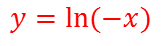 y = ln(−x)